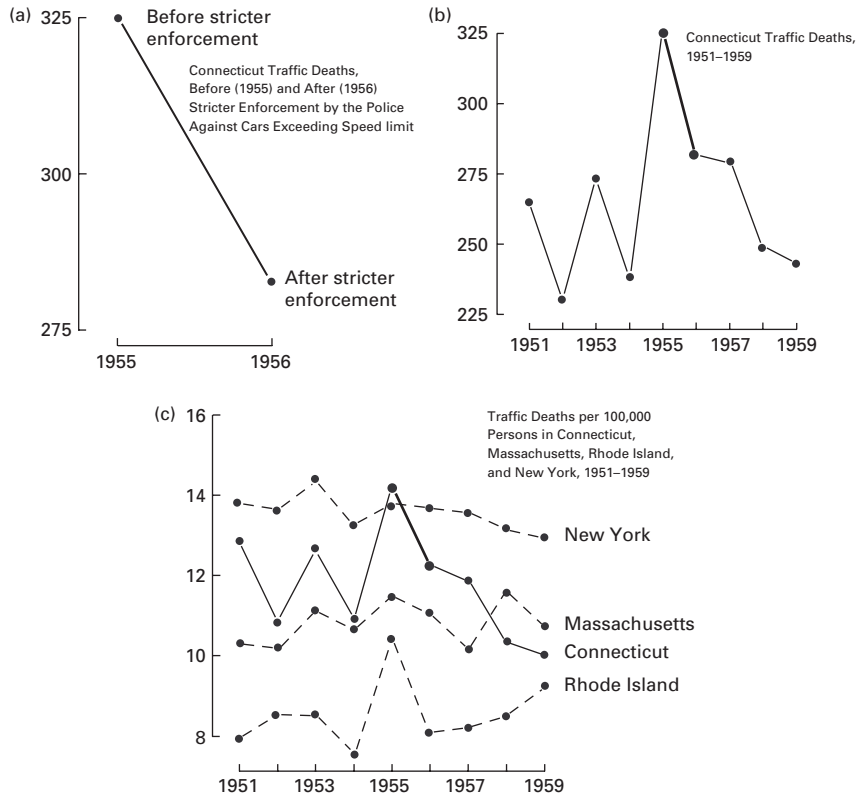 (a)
325
300
275
Before stricter
enforcement
Connecticut Traffic Deaths,
Before (1955) and After (1956)
Stricter Enforcement by the Police
Against Cars Exceeding Speed limit
After stricter
enforcement
1955 1956
(b)
325
300
275
250
225
Connecticut Traffic Deaths,
1951–1959
1951 1953 1955 1957 1959
(c)
16
14
12
10
8
Traffic Deaths per 100,000
Persons in Connecticut,
Massachusetts, Rhode Island,
and New York, 1951–1959
New York
Massachusetts
Connecticut
Rhode Island
1951 1953 1955 1957 1959